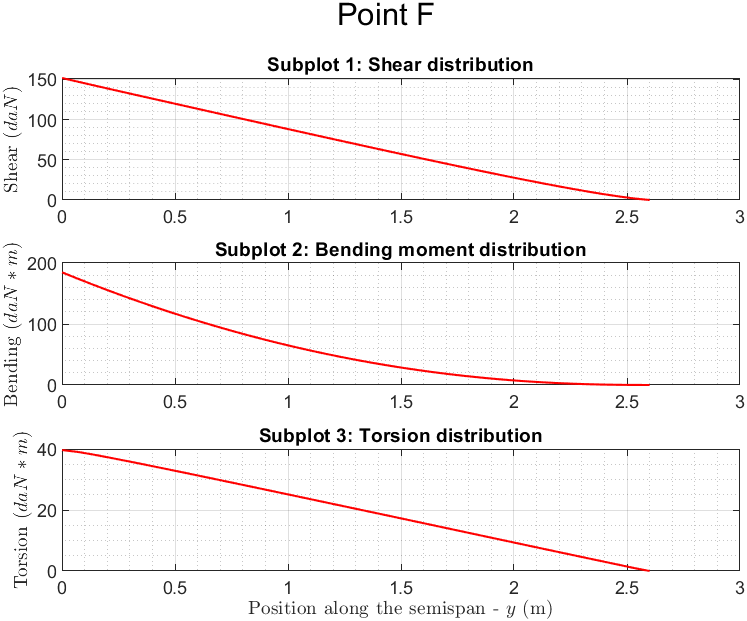 Point F
Subplot 1: Shear distribution
Shear (daN)
150
100
50
0
0 0.5 1 1.5 2 2.5 3
Subplot 2: Bending moment distribution
Bending (daN * m)
200
100
0
0 0.5 1 1.5 2 2.5 3
Subplot 3: Torsion distribution
Torsion (daN * m)
40
20
0
0 0.5 1 1.5 2 2.5 3
Position along the semispan - y (m)